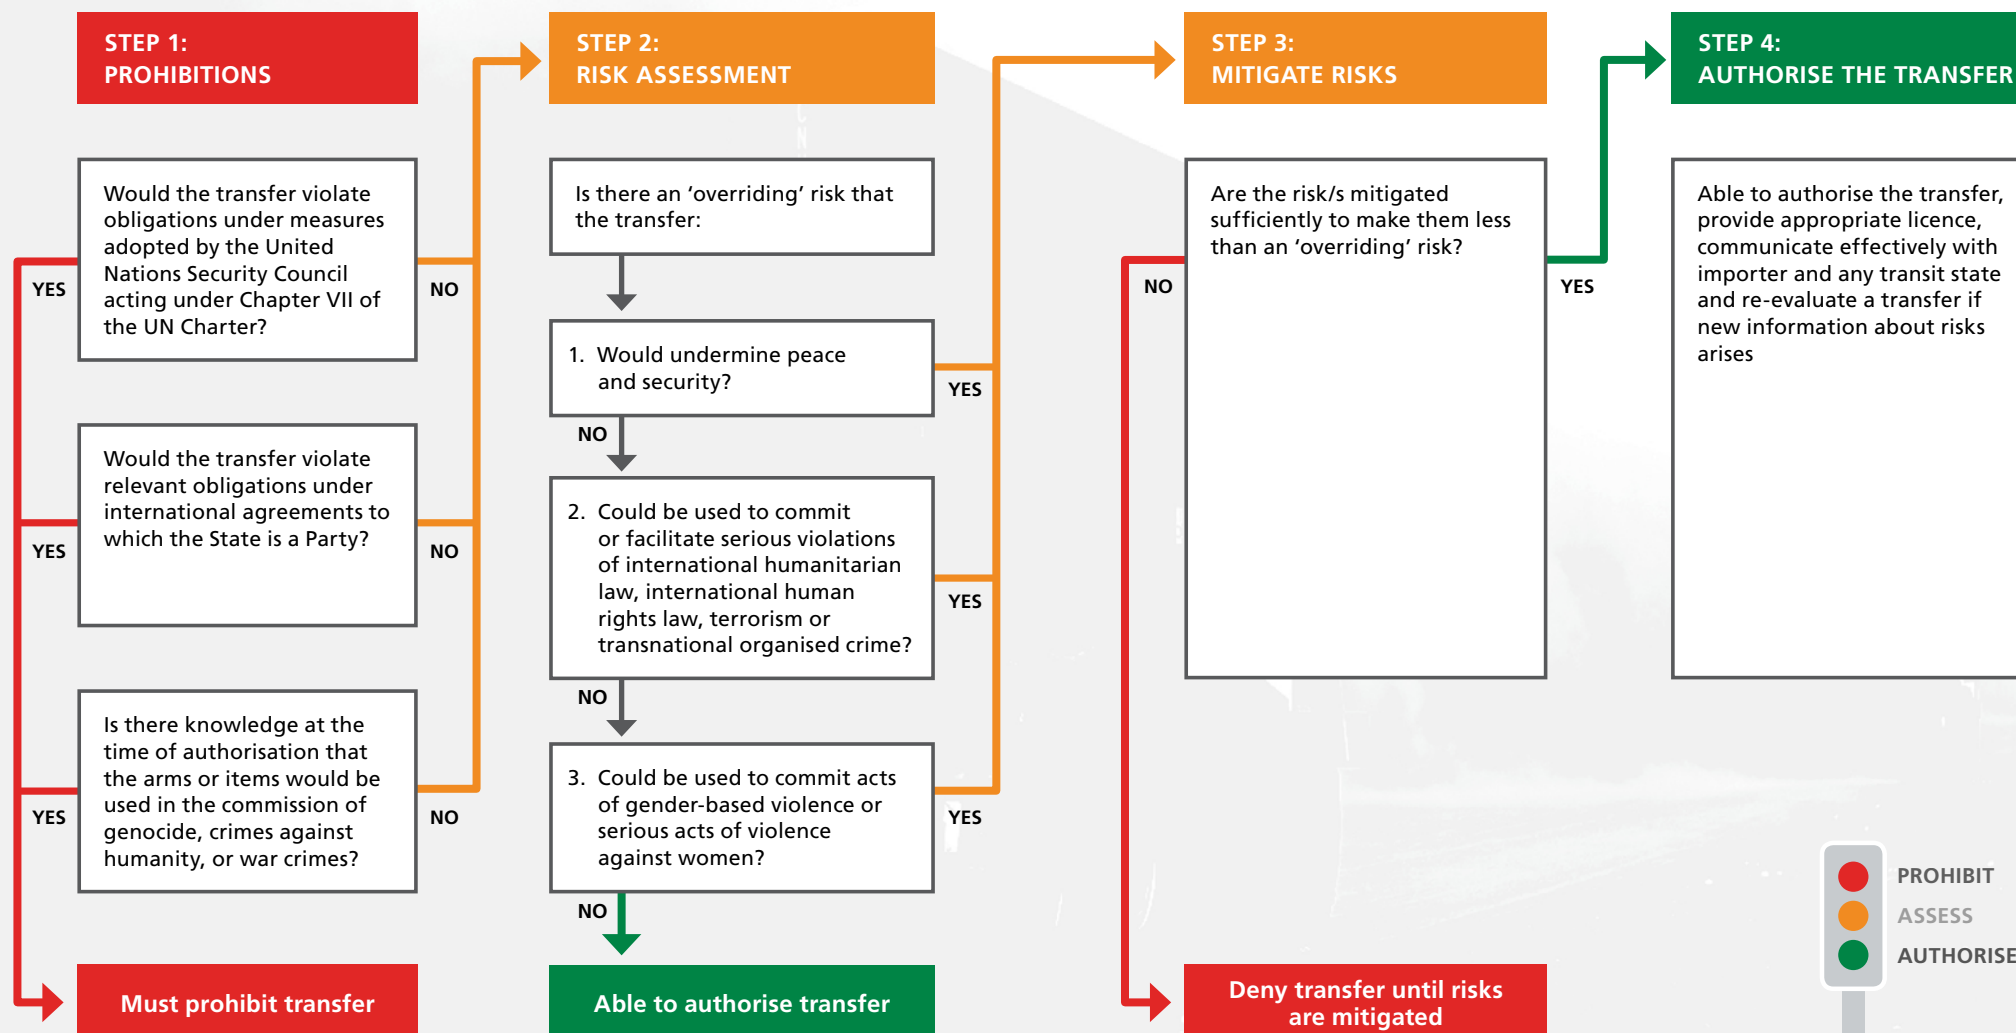 STEP 1:
PROHIBITIONS
Would the transfer violate
obligations under measures
adopted by the United
Nations Security Council
acting under Chapter VII of
the UN Charter?
YES
NO
Would the transfer violate
relevant obligations under
international agreements to
which the State is a Party?
YES
NO
Is there knowledge at the
time of authorisation that
the arms or items would be
used in the commission of
genocide, crimes against
humanity, or war crimes?
YES
NO
Must prohibit transfer
STEP 2:
RISK ASSESSMENT
Is there an ‘overriding’ risk that
the transfer:
1. Would undermine peace
and security?
YES
NO
2. Could be used to commit
or facilitate serious violations
of international humanitarian
law, international human
rights law, terrorism or
transnational organised crime?
YES
NO
3. Could be used to commit acts
of gender-based violence or
serious acts of violence
against women?
YES
NO
Able to authorise transfer
STEP 3:
MITIGATE RISKS
Are the risk/s mitigated
sufficiently to make them less
than an ‘overriding’ risk?
NO
YES
Deny transfer until risks
are mitigated
STEP 4:
AUTHORISE THE TRANSFER
Able to authorise the transfer,
provide appropriate licence,
communicate effectively with
importer and any transit state
and re-evaluate a transfer if
new information about risks
arises
PROHIBIT
ASSESS
AUTHORISE